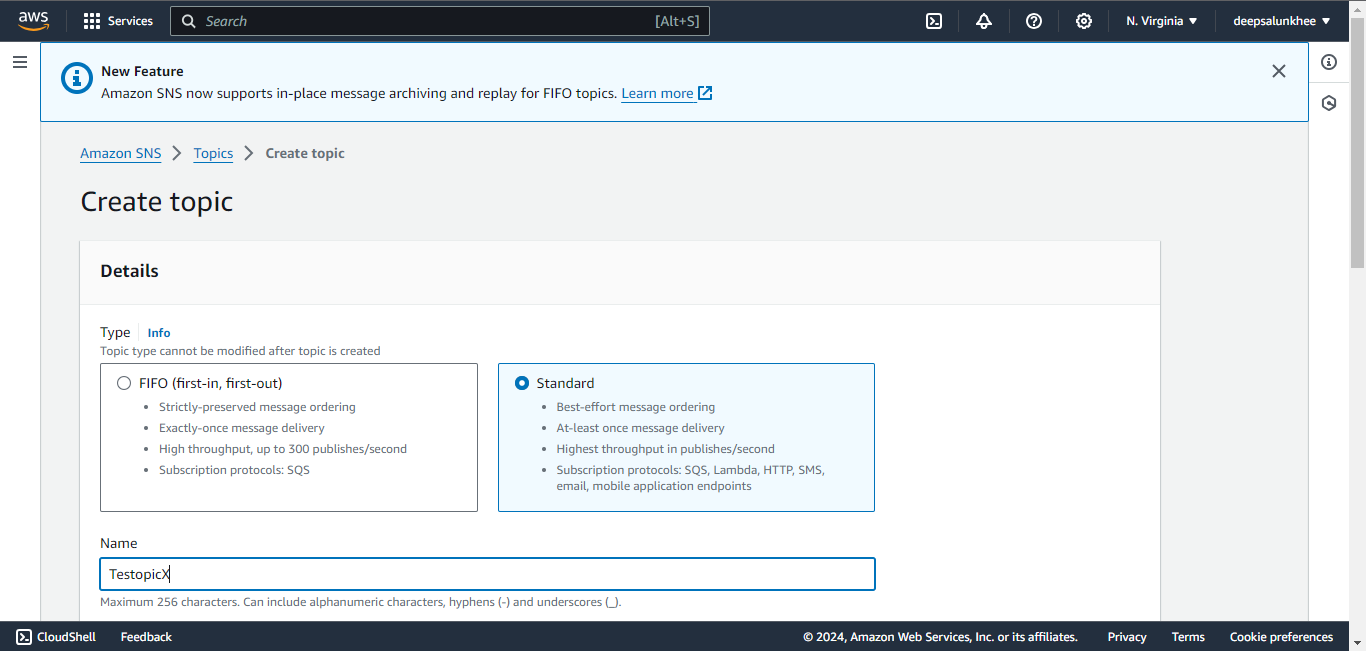 aws
Services
Search [Alt+S]
N. Virginia
deepsalunkhee
New Feature
Amazon SNS now supports in-place message archiving and replay for FIFO topics. Learn more
Amazon SNS
Topics
Create topic
Create topic
Details
Type
Info
Topic type cannot be modified after topic is created
FIFO (first-in, first-out)
Strictly-preserved message ordering
Exactly-once message delivery
High throughput, up to 300 publishes/second
Subscription protocols: SQS
Standard
Best-effort message ordering
At-least once message delivery
Highest throughput in publishes/second
Subscription protocols: SQS, Lambda, HTTP, SMS,
email, mobile application endpoints
Name
TestopicX
Maximum 256 characters. Can include alphanumeric characters, hyphens (-) and underscores (_).
CloudShell
Feedback
© 2024, Amazon Web Services, Inc. or its affiliates.
Privacy
Terms
Cookie preferences